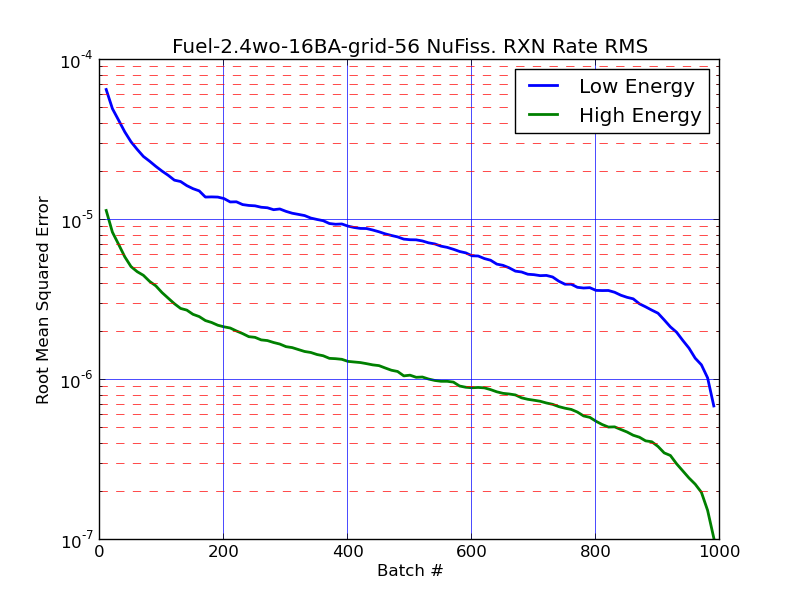 Fuel-2.4wo-16BA-grid-56 NuFiss. RXN Rate RMS
Low Energy
High Energy
10^-4
10^-5
10^-6
10^-7
Root Mean Squared Error
0 200 400 600 800 1000
Batch #